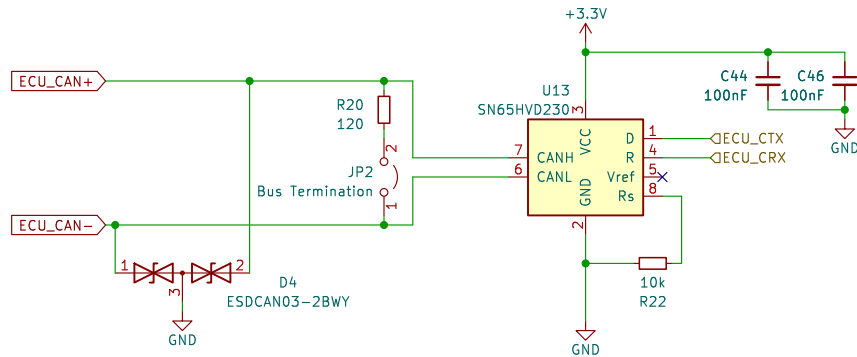 +3.3V
ECU_CAN+
C44
100nF
C46
100nF
GND
R20
120
U13
SN65HVD230
3
VCC
D
1
ECU_CTX
R
4
ECU_CRX
Vref
5
Rs
8
7
CANH
6
CANL
GND
2
2
JP2
Bus Termination
1
ECU_CAN-
1
2
3
D4
ESDCAN03-2BWY
GND
10k
R22
GND